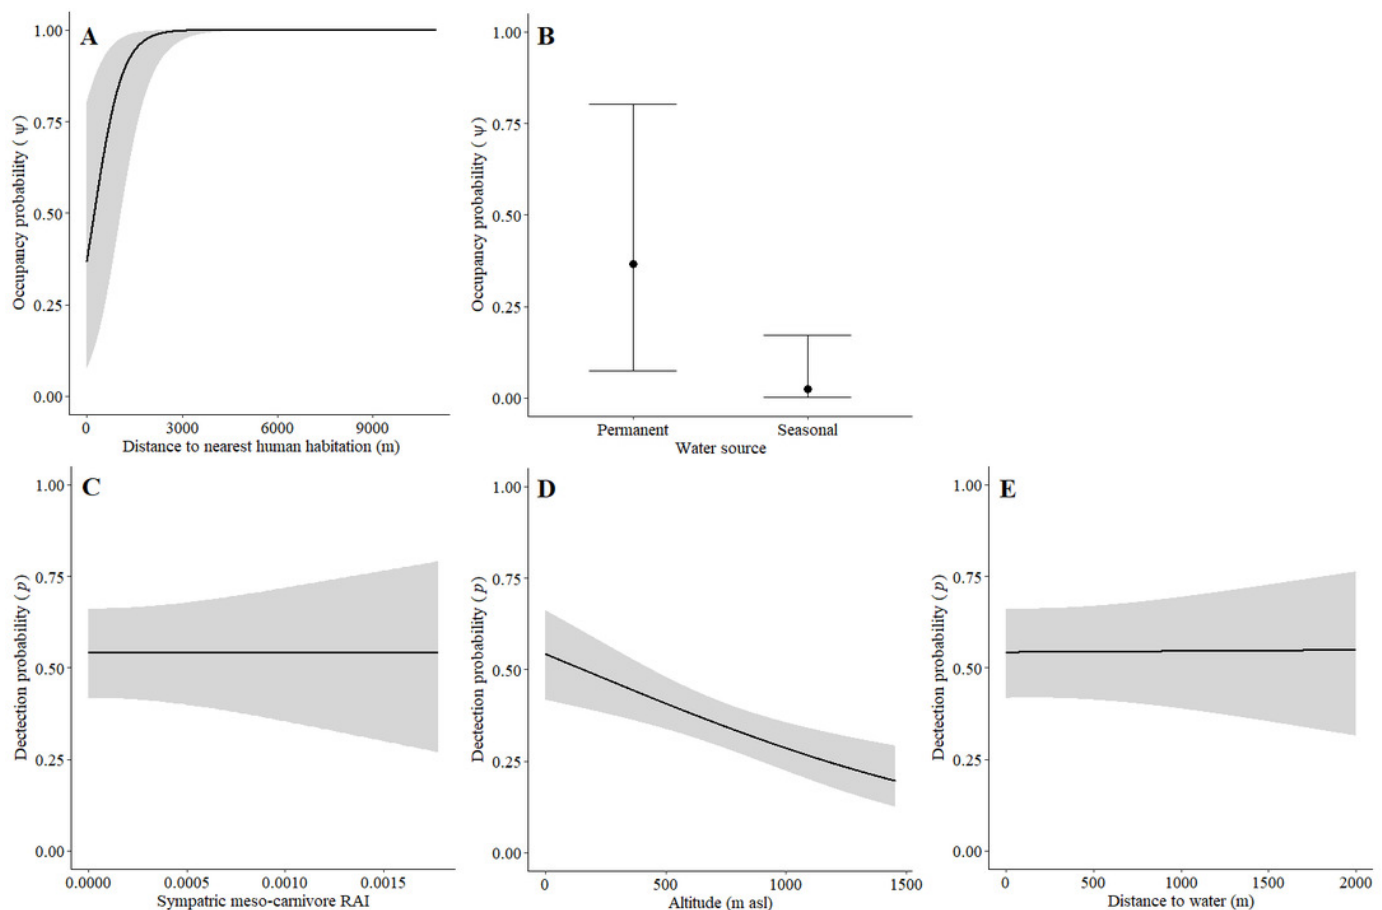 A
1.00
0.75
0.50
0.25
0.00
Occupancy probability ( ψ)
0
3000
6000
9000
Distance to nearest human habitation (m)
B
1.00
0.75
0.50
0.25
0.00
Occupancy probability ( ψ)
Permanent
Seasonal
Water source
C
1.00
0.75
0.50
0.25
0.00
Dectection probability ( p)
0.0000
0.0005
0.0010
0.0015
Sympatric meso-carnivore RAI
D
1.00
0.75
0.50
0.25
0.00
Dectection probability ( p)
0
500
1000
1500
Altitude (m asl)
E
1.00
0.75
0.50
0.25
0.00
Dectection probability ( p)
0
500
1000
1500
2000
Distance to water (m)